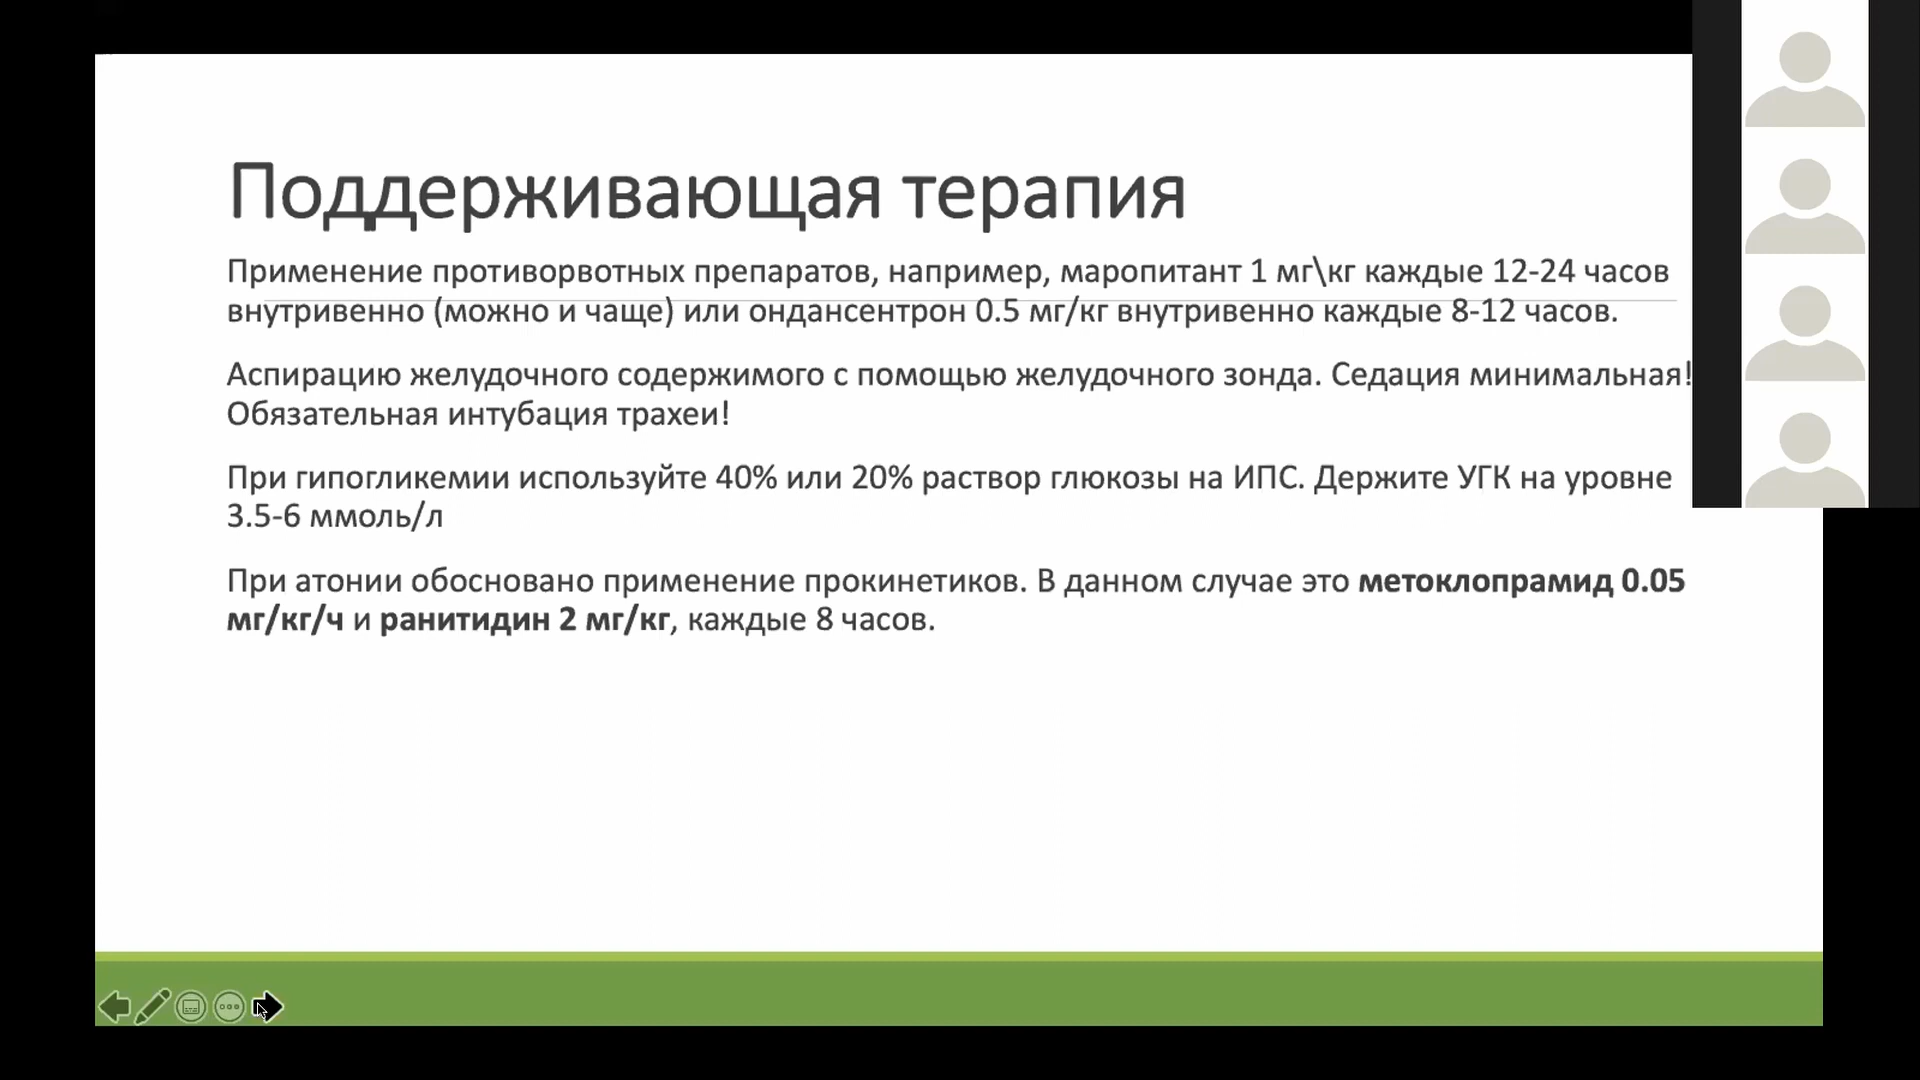 Поддерживающая терапия
Применение противорвотных препаратов, например, маропитант 1 мг\кг каждые 12-24 часов
внутривенно (можно и чаще) или ондансентрон 0.5 мг/кг внутривенно каждые 8-12 часов.
Аспирацию желудочного содержимого с помощью желудочного зонда. Седация минимальная!
Обязательная интубация трахеи!
При гипогликемии используйте 40% или 20% раствор глюкозы на ИПС. Держите УГК на уровне
3.5-6 ммоль/л
При атонии обосновано применение прокинетиков. В данном случае это метоклопрамид 0.05
мг/кг/ч и ранитидин 2 мг/кг, каждые 8 часов.